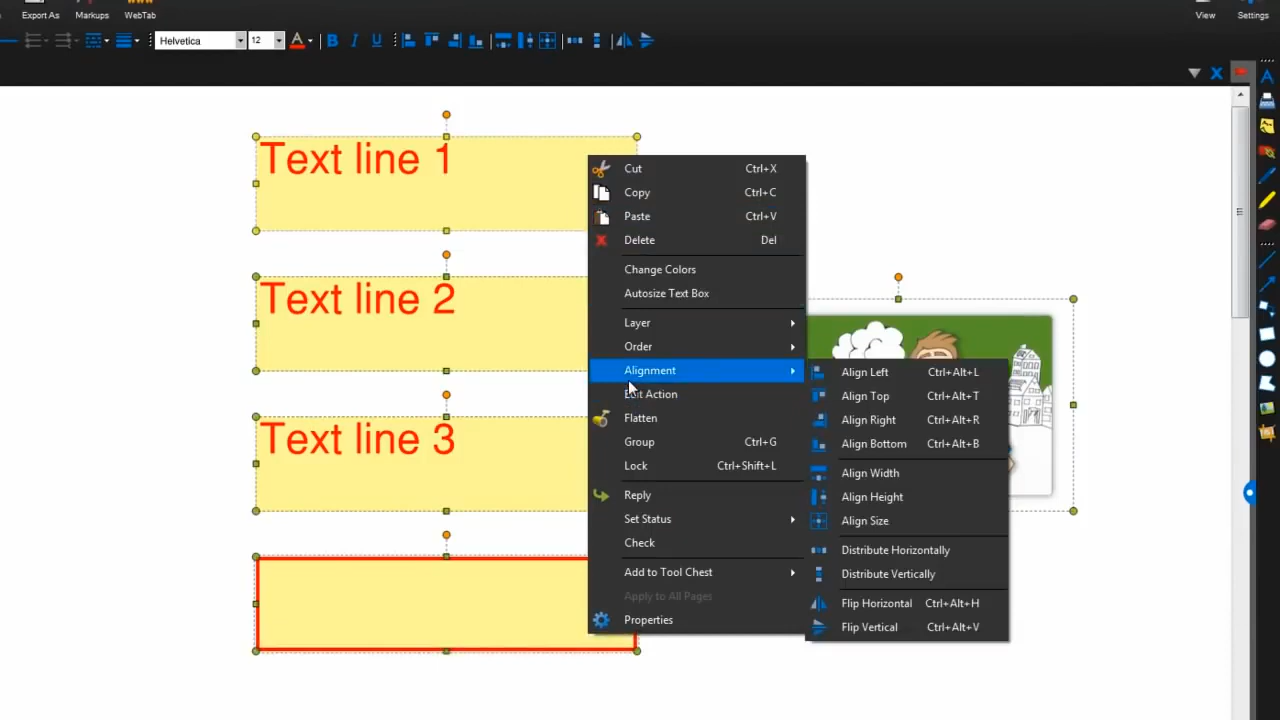 Export As
Markups
WebTab
View
Settings
Helvetica
12
B I U
Text line 1
Text line 2
Text line 3
Cut Ctrl+X
Copy Ctrl+C
Paste Ctrl+V
Delete Del
Change Colors
Autosize Text Box
Layer
Order
Alignment
Action
Flatten
Group Ctrl+G
Lock Ctrl+Shift+L
Reply
Set Status
Check
Add to Tool Chest
Apply to All Pages
Properties
Align Left Ctrl+Alt+L
Align Top Ctrl+Alt+T
Align Right Ctrl+Alt+R
Align Bottom Ctrl+Alt+B
Align Width
Align Height
Align Size
Distribute Horizontally
Distribute Vertically
Flip Horizontal Ctrl+Alt+H
Flip Vertical Ctrl+Alt+V